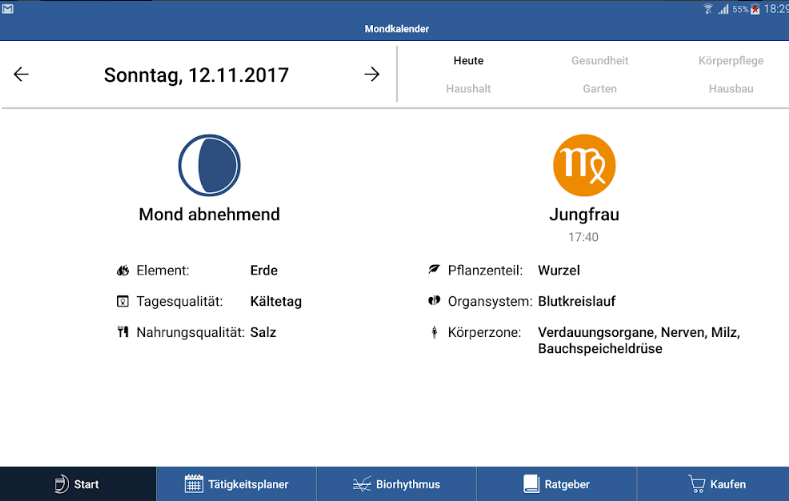 55% 18:29
Mondkalender
Sonntag, 12.11.2017
Heute Gesundheit Körperpflege
Haushalt Garten Hausbau
Mond abnehmend
Jungfrau
17:40
Element: Erde
Tagesqualität: Kältetag
Nahrungsqualität: Salz
Pflanzenteil: Wurzel
Organsystem: Blutkreislauf
Körperzone: Verdauungsorgane, Nerven, Milz,
Bauchspeicheldrüse
Start Tätigkeitsplaner Biorhythmus Ratgeber Kaufen